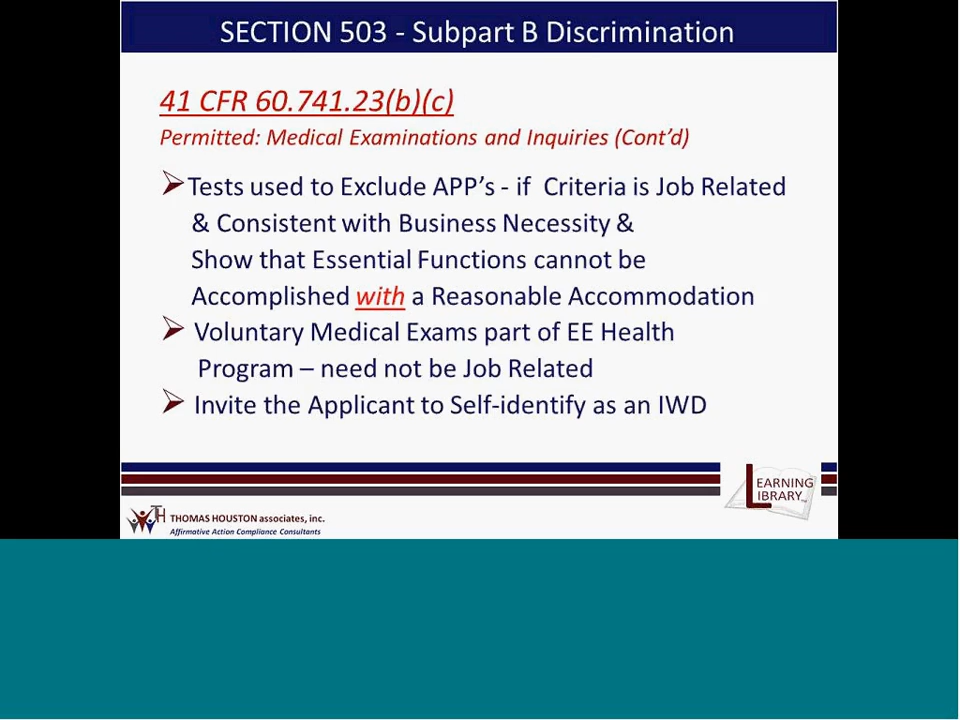 SECTION 503 - Subpart B Discrimination
41 CFR 60.741.23(b)(c)
Permitted: Medical Examinations and Inquiries (Cont’d)
➢Tests used to Exclude APP’s - if Criteria is Job Related
& Consistent with Business Necessity &
Show that Essential Functions cannot be
Accomplished with a Reasonable Accommodation
➢ Voluntary Medical Exams part of EE Health
Program – need not be Job Related
➢ Invite the Applicant to Self-identify as an IWD
LEARNING
LIBRARY
TH THOMAS HOUSTON associates, inc.
Affirmative Action Compliance Consultants